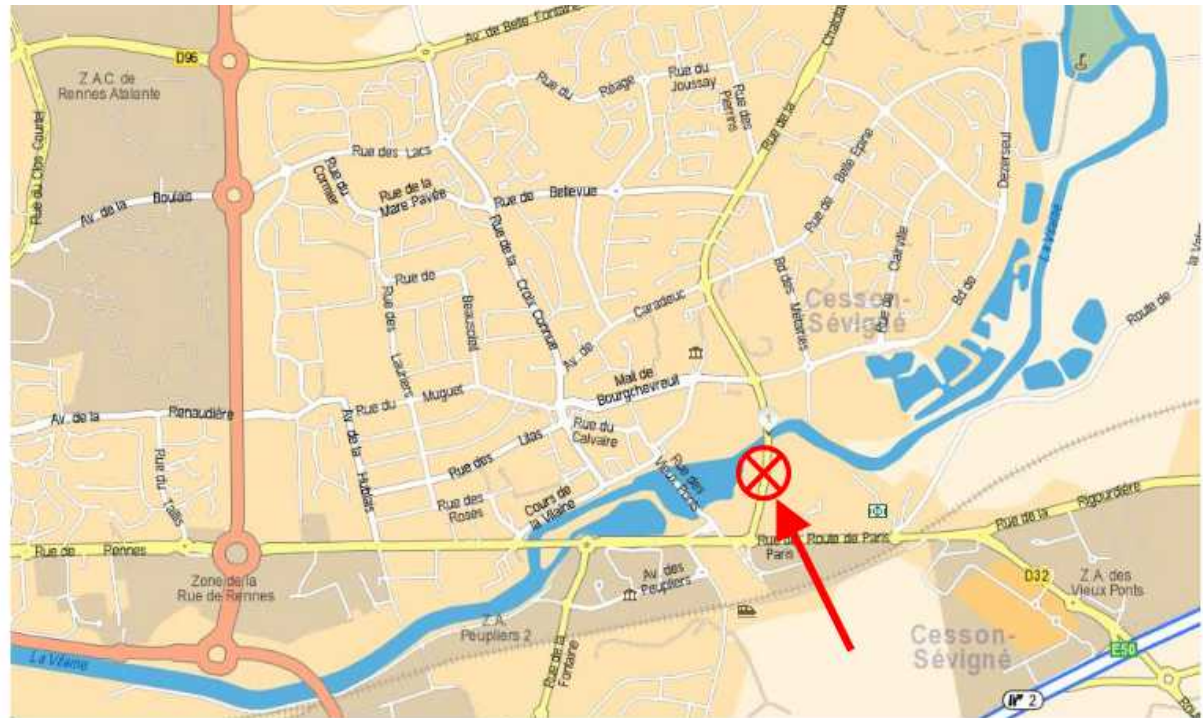 Av. de Belle Fontaine
D96
Z.A.C. de
Rennes Atalante
Rue du Clos Courtel
Rue du
Réage
Rue du
Joussay
Rue des
Pierrins
Rue de la
Rue des Lacs
Rue du
Cormier
Rue de la
Mare Pavée
Rue de
Bellevue
Rue de
Belle Epine
Dezerseul
Bd de
Av. de la
Boulais
Rue de la
Croix Connue
Rue de
Beausoleil
Rue des
Lauriers
Av. de
Caradeuc
Bd des
Métairies
Rue de
Clairville
Cesson-
Sévigné
La Vilaine
Route de
Mail de
Bourgchevreuil
Rue du
Muguet
Av. de la
Renaudière
Av. de la
Hublais
Rue du
Calvaire
Rue des
Lilas
Rue des
Roses
Cours de
la Vilaine
Rue des
Vieux Ponts
Rue du
Rue de
Rennes
Rue de
Paris
Route de Paris
Rue de la
Rigourdière
Zone de la
Rue de Rennes
Av. des
Peupliers
Z.A.
Peupliers 2
Rue de la
Fontaine
D32
Z.A. des
Vieux Ponts
Cesson-
Sévigné
E50
2
La Vilaine